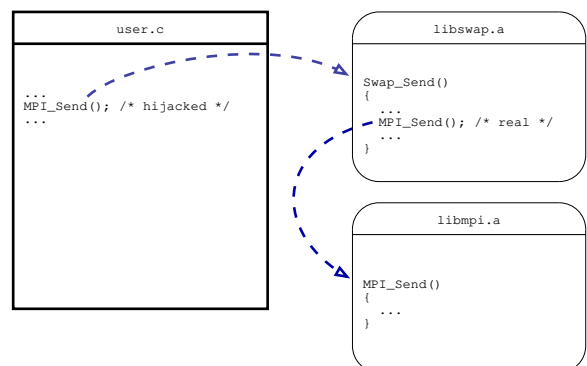 user.c
...
MPI_Send(); /* hijacked */
...
libswap.a
Swap_Send()
{
...
MPI_Send(); /* real */
...
}
libmpi.a
MPI_Send()
{
...
}